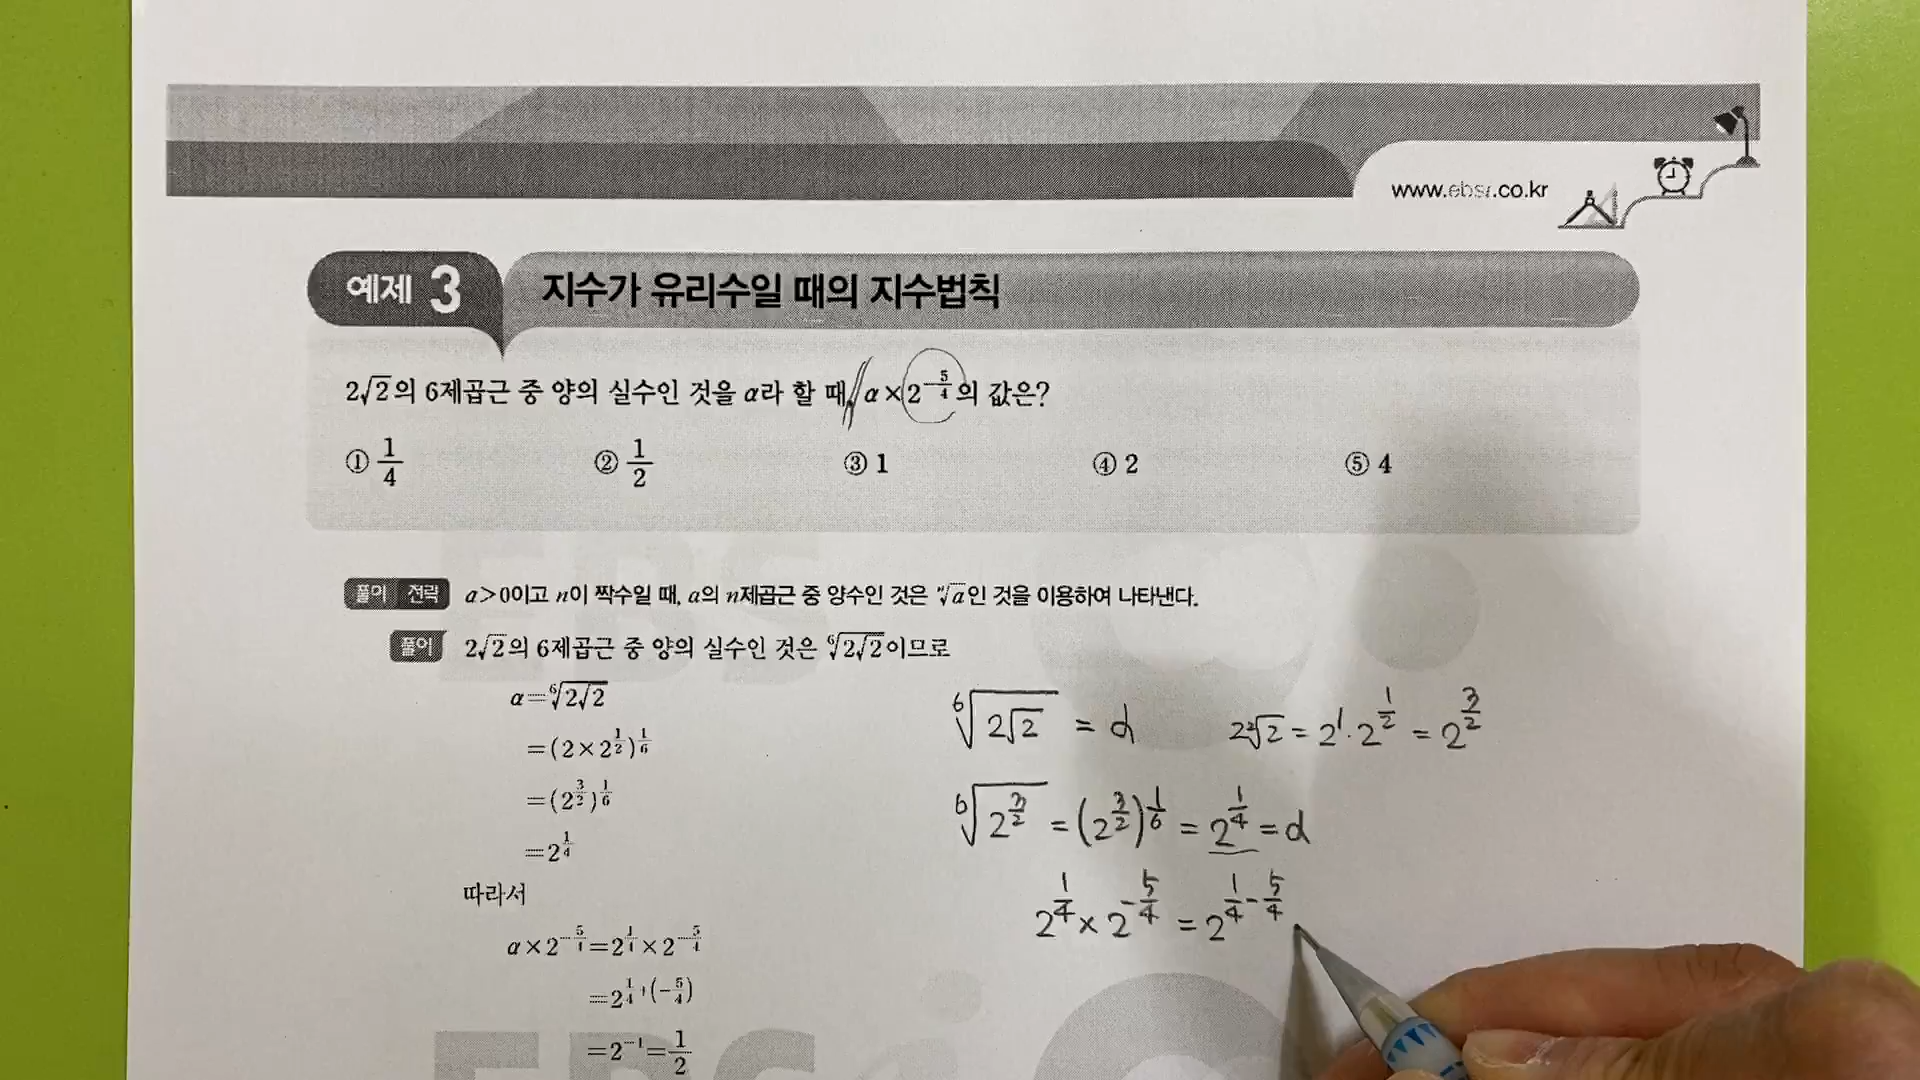 www.ebsi.co.kr
예제 3 지수가 유리수일 때의 지수법칙
2√2의 6제곱근 중 양의 실수인 것을 α라 할 때, α×2^{-5/4}의 값은?
① 1/4 ② 1/2 ③ 1 ④ 2 ⑤ 4
풀이 전략 a>0이고 n이 짝수일 때, a의 n제곱근 중 양수인 것은 ⁿ√a인 것을 이용하여 나타낸다.
풀이 2√2의 6제곱근 중 양의 실수인 것은 ⁶√(2√2)이므로
α=⁶√(2√2)
=(2×2^{1/2})^{1/6}
=(2^{3/2})^{1/6}
=2^{1/4}
따라서
α×2^{-5/4}=2^{1/4}×2^{-5/4}
=2^{1/4+(-5/4)}
=2^{-1}=1/2
⁶√(2√2) = α
2²√2 = 2¹·2^{1/2} = 2^{3/2}
⁶√(2^{3/2}) = (2^{3/2})^{1/6} = 2^{1/4} = α
2^{1/4} × 2^{-5/4} = 2^{1/4-5/4}
EBS
EBS